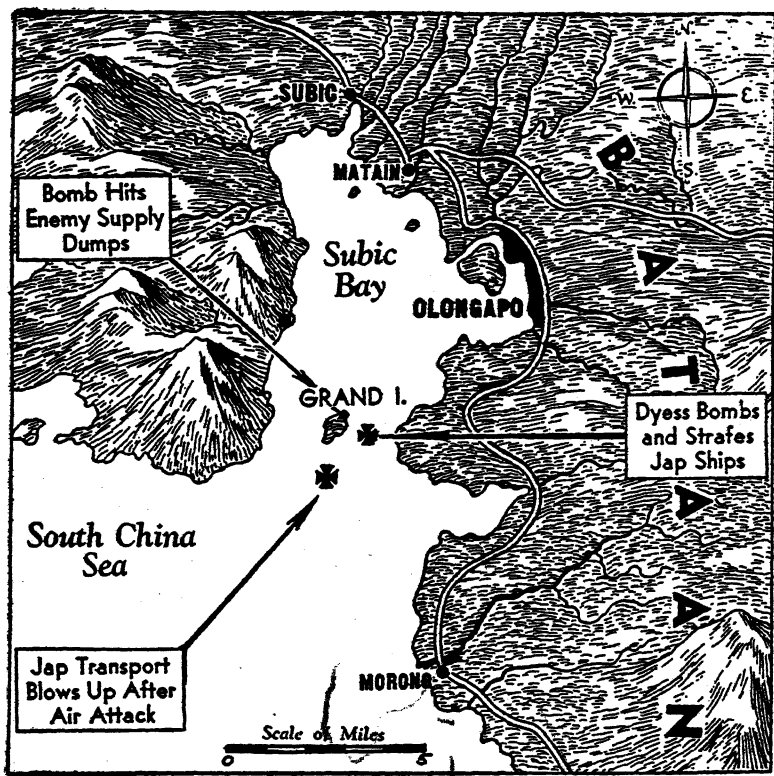 N
W. E.
S
SUBIC
MATAIN
Bomb Hits
Enemy Supply
Dumps
Subic
Bay
OLONGAPO
GRAND I.
Dyess Bombs
and Strafes
Jap Ships
South China
Sea
Jap Transport
Blows Up After
Air Attack
MORONG
Scale of Miles
0 5
BATAAN